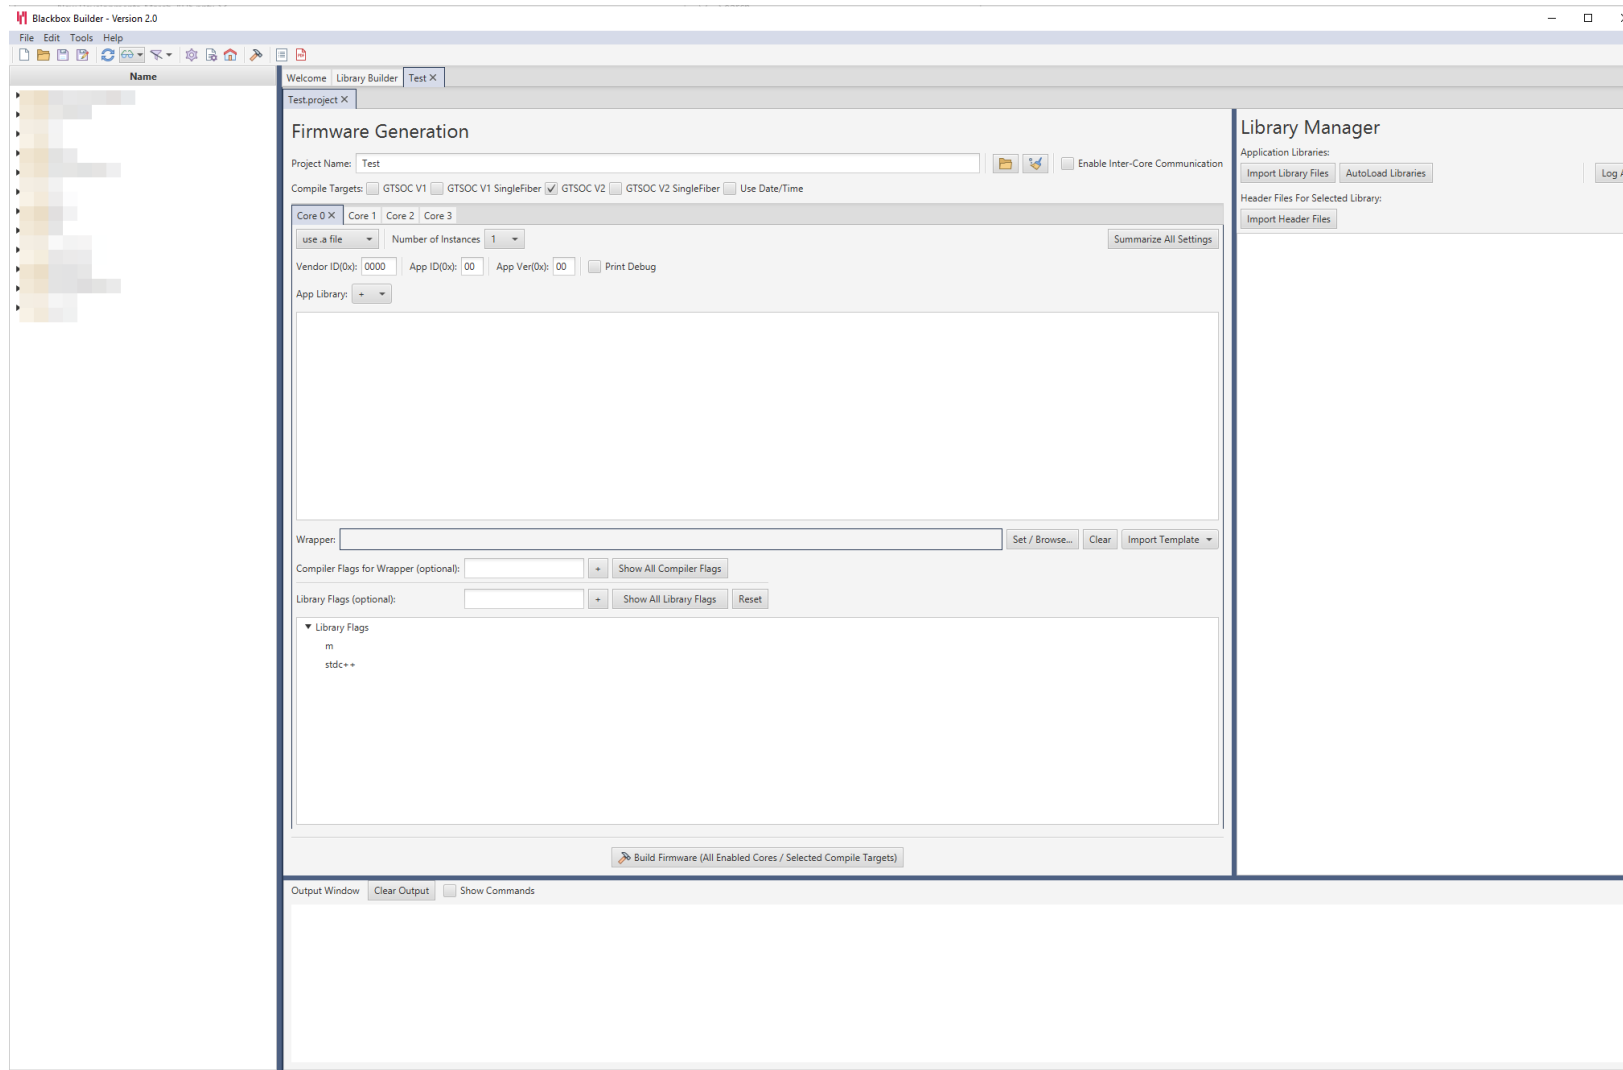 Blackbox Builder - Version 2.0
File Edit Tools Help
Name
Welcome Library Builder Test
Test.project
Firmware Generation
Project Name: Test Enable Inter-Core Communication
Compile Targets: GTSOC V1 GTSOC V1 SingleFiber GTSOC V2 GTSOC V2 SingleFiber Use Date/Time
Core 0 Core 1 Core 2 Core 3
use .a file Number of Instances 1 Summarize All Settings
Vendor ID(0x): 0000 App ID(0x): 00 App Ver(0x): 00 Print Debug
App Library: +
Wrapper: Set / Browse... Clear Import Template
Compiler Flags for Wrapper (optional): + Show All Compiler Flags
Library Flags (optional): + Show All Library Flags Reset
Library Flags
m
stdc++
Build Firmware (All Enabled Cores / Selected Compile Targets)
Library Manager
Application Libraries:
Import Library Files AutoLoad Libraries Log
Header Files For Selected Library:
Import Header Files
Output Window Clear Output Show Commands